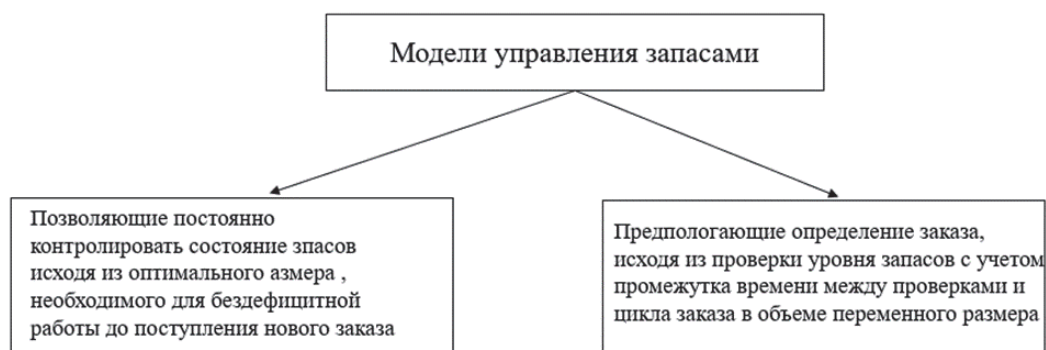 Модели управления запасами
Позволяющие постоянно
контролировать состояние зпасов
исходя из оптимального азмера ,
необходимого для бездефицитной
работы до поступления нового заказа
Предпологающие определение заказа,
исходя из проверки уровня запасов с учетом
промежутка времени между проверками и
цикла заказа в объеме переменного размера